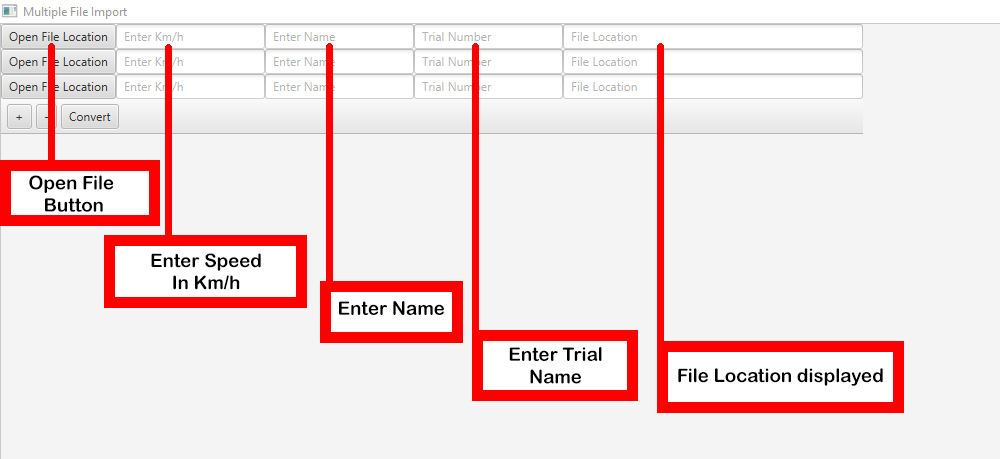 Multiple File Import
Open File Location Enter Km/h Enter Name Trial Number File Location
Open File Location Enter Km/h Enter Name Trial Number File Location
Open File Location Enter Km/h Enter Name Trial Number File Location
+ - Convert
Open File
Button
Enter Speed
In Km/h
Enter Name
Enter Trial
Name
File Location displayed